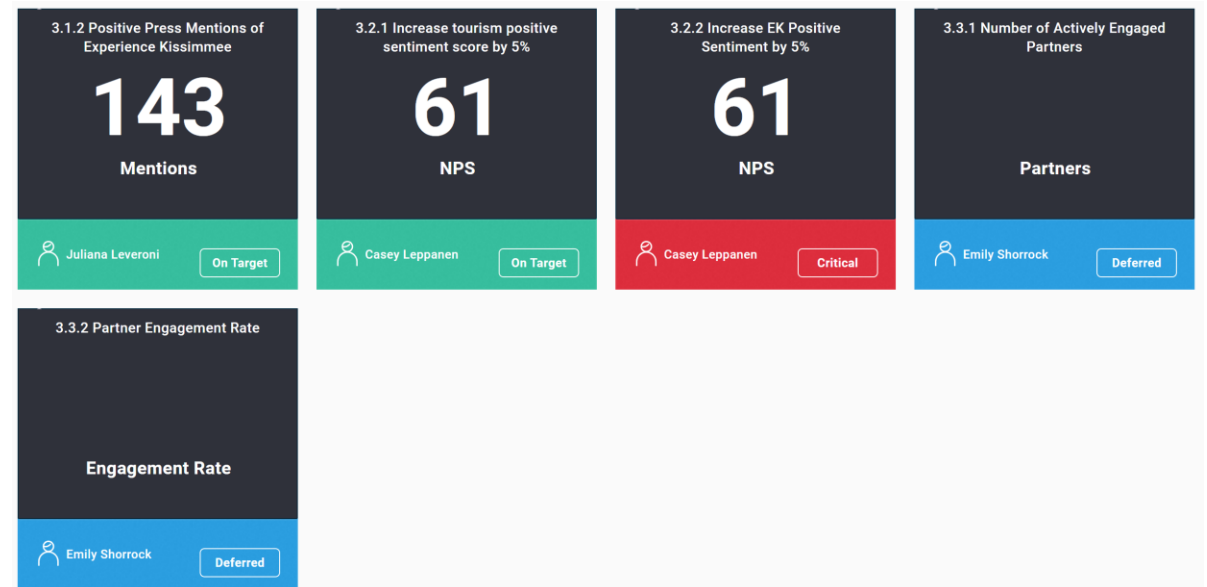 3.1.2 Positive Press Mentions of
Experience Kissimmee
143
Mentions
Juliana Leveroni
On Target
3.2.1 Increase tourism positive
sentiment score by 5%
61
NPS
Casey Leppanen
On Target
3.2.2 Increase EK Positive
Sentiment by 5%
61
NPS
Casey Leppanen
Critical
3.3.1 Number of Actively Engaged
Partners
Partners
Emily Shorrock
Deferred
3.3.2 Partner Engagement Rate
Engagement Rate
Emily Shorrock
Deferred